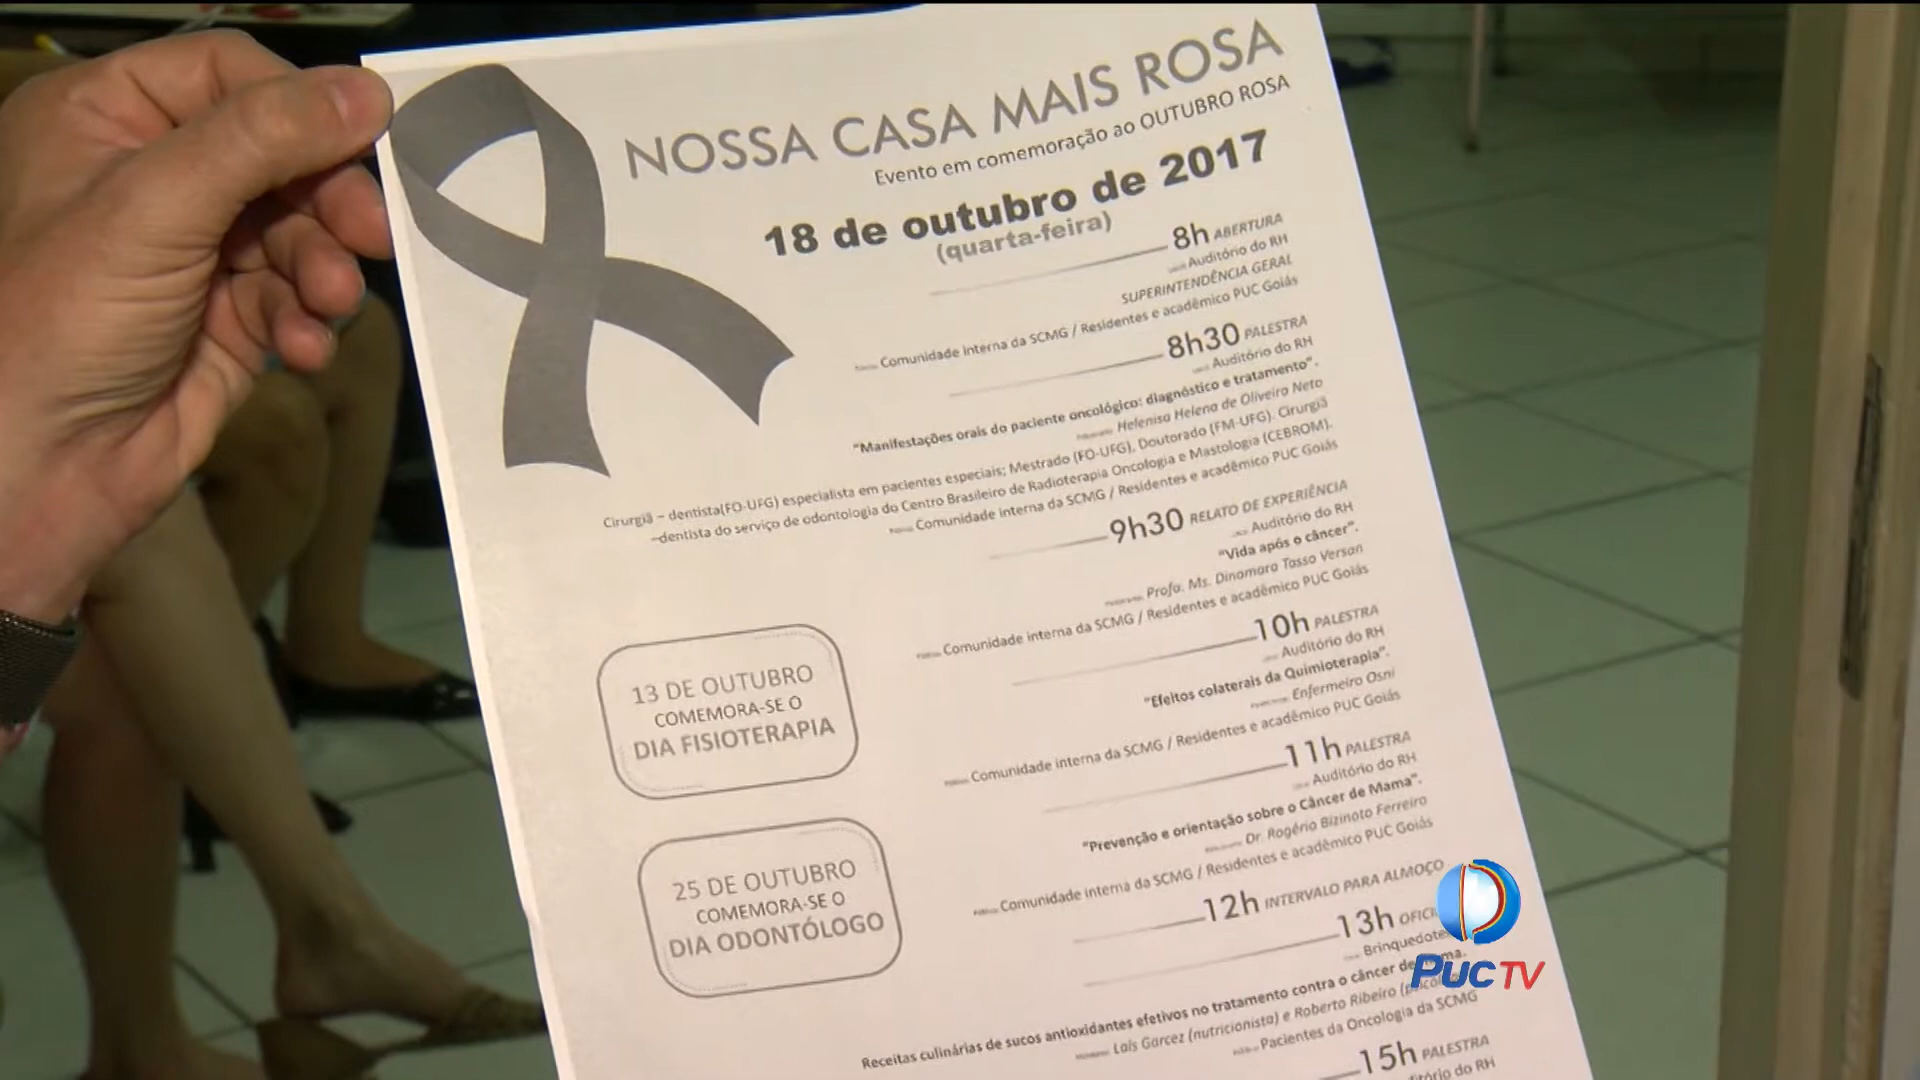 NOSSA CASA MAIS ROSA
Evento em comemoração ao OUTUBRO ROSA
18 de outubro de 2017
(quarta-feira)
8h ABERTURA
Auditório do RH
SUPERINTENDÊNCIA GERAL
Comunidade interna da SCMG / Residentes e acadêmico PUC Goiás
8h30 PALESTRA
Auditório do RH
"Manifestações orais do paciente oncológico: diagnóstico e tratamento".
Helenisa Helena de Oliveira Neto
Cirurgiã – dentista(FO-UFG) especialista em pacientes especiais; Mestrado (FO-UFG), Doutorado (FM-UFG). Cirurgiã
–dentista do serviço de odontologia do Centro Brasileiro de Radioterapia Oncologia e Mastologia (CEBROM).
Comunidade interna da SCMG / Residentes e acadêmico PUC Goiás
9h30 RELATO DE EXPERIÊNCIA
Auditório do RH
"Vida após o câncer".
Profa. Ms. Dinamara Tasso Versan
Comunidade interna da SCMG / Residentes e acadêmico PUC Goiás
10h PALESTRA
Auditório do RH
"Efeitos colaterais da Quimioterapia".
Enfermeiro Osni
Comunidade interna da SCMG / Residentes e acadêmico PUC Goiás
11h PALESTRA
Auditório do RH
"Prevenção e orientação sobre o Câncer de Mama".
Dr. Rogério Bizinoto Ferreiro
Comunidade interna da SCMG / Residentes e acadêmico PUC Goiás
12h INTERVALO PARA ALMOÇO
13h OFICI
Brinquedote
Receitas culinárias de sucos antioxidantes efetivos no tratamento contra o câncer de
Laís Garcez (nutricionista) e Roberto Ribeiro
Pacientes da Oncologia da SCMG
15h PALESTRA
do RH
13 DE OUTUBRO
COMEMORA-SE O
DIA FISIOTERAPIA
25 DE OUTUBRO
COMEMORA-SE O
DIA ODONTÓLOGO
PUC TV